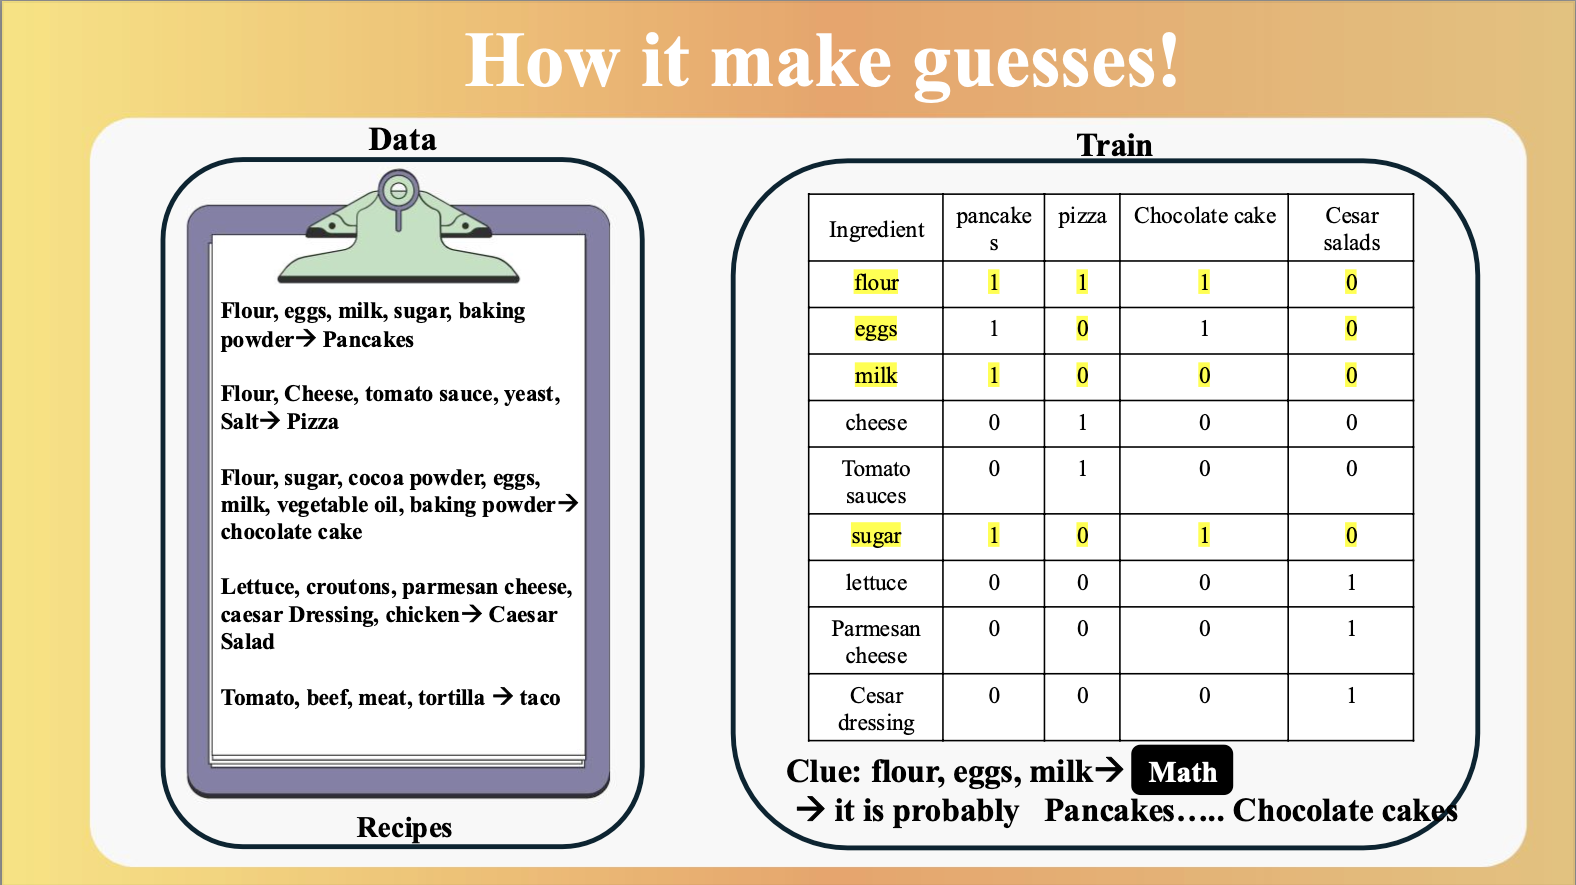 How it make guesses!
Data
Flour, eggs, milk, sugar, baking
powder→ Pancakes
Flour, Cheese, tomato sauce, yeast,
Salt→ Pizza
Flour, sugar, cocoa powder, eggs,
milk, vegetable oil, baking powder→
chocolate cake
Lettuce, croutons, parmesan cheese,
caesar Dressing, chicken→ Caesar
Salad
Tomato, beef, meat, tortilla → taco
Recipes
Train
Ingredient pancake
s pizza Chocolate cake Cesar
salads
flour 1 1 1 0
eggs 1 0 1 0
milk 1 0 0 0
cheese 0 1 0 0
Tomato
sauces 0 1 0 0
sugar 1 0 1 0
lettuce 0 0 0 1
Parmesan
cheese 0 0 0 1
Cesar
dressing 0 0 0 1
Clue: flour, eggs, milk→ Math
→ it is probably Pancakes….. Chocolate cakes